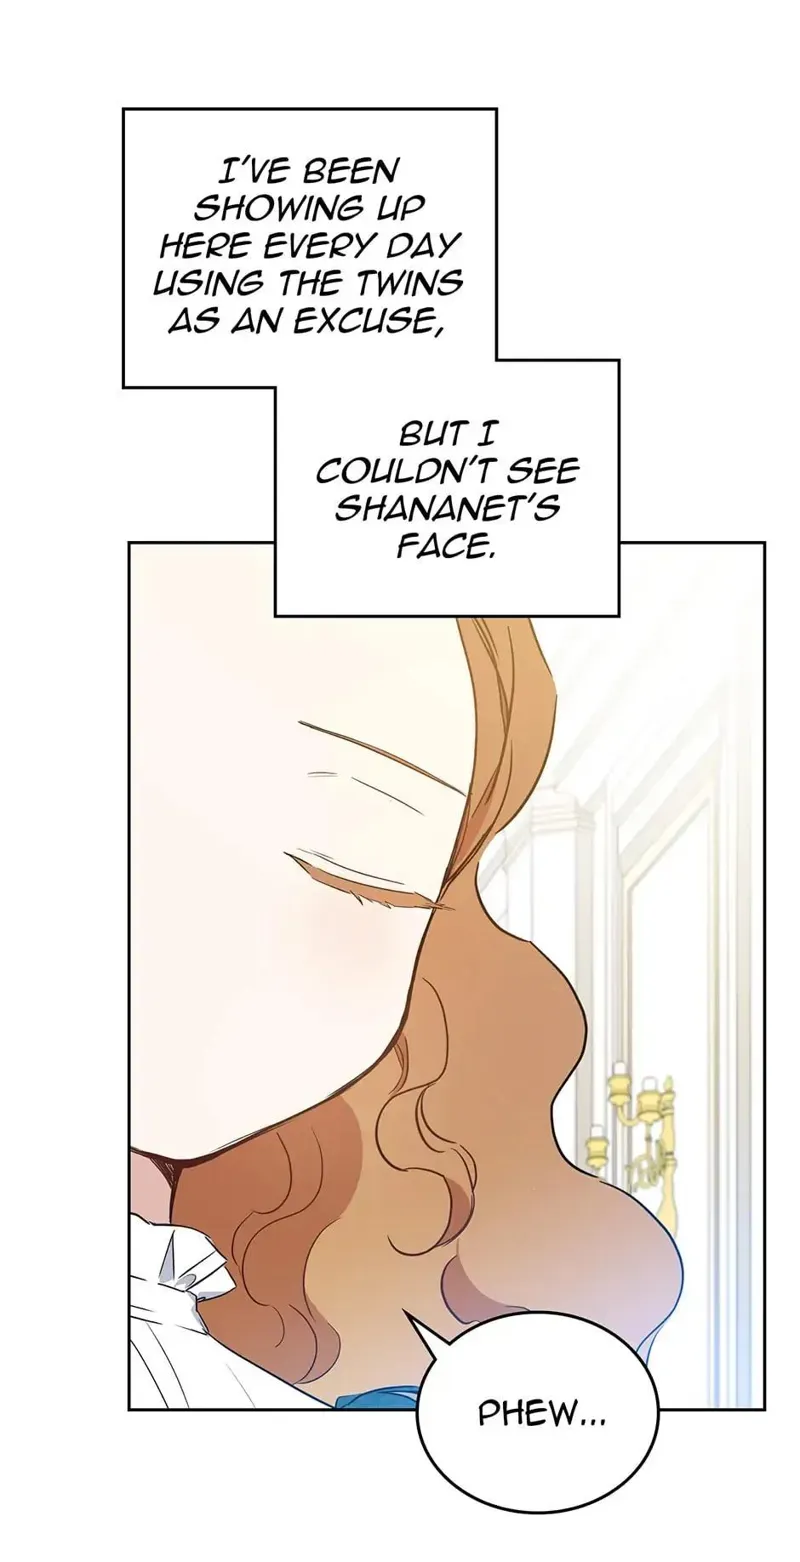 I'VE BEEN
SHOWING UP
HERE EVERY DAY
USING THE TWINS
AS AN EXCUSE,
BUT I
COULDN'T SEE
SHANANET'S
FACE.
PHEW...